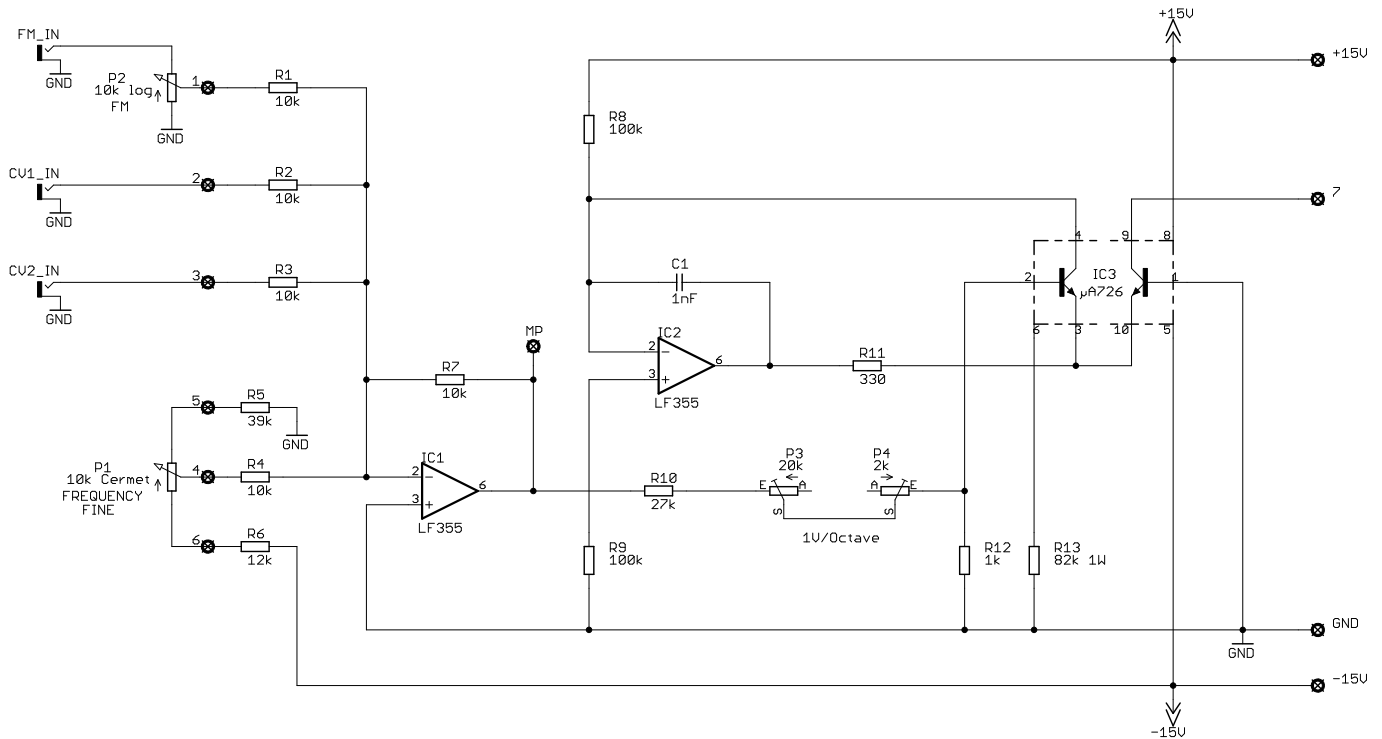 +15V
FM_IN
GND
P2
10k log
FM
GND
1
R1
10k
+15V
R8
100k
CV1_IN
GND
2
R2
10k
7
4
9
8
CV2_IN
GND
3
R3
10k
C1
1nF
2
IC3
µA726
1
6
3
10
5
MP
IC2
2
3
6
LF355
R7
10k
R11
330
5
R5
39k
GND
P1
10k Cermet
FREQUENCY
FINE
4
R4
10k
IC1
2
3
6
LF355
R10
27k
P3
20k
E
A
S
P4
2k
A
E
S
1V/Octave
6
R6
12k
R9
100k
R12
1k
R13
82k 1W
GND
GND
-15V
-15V